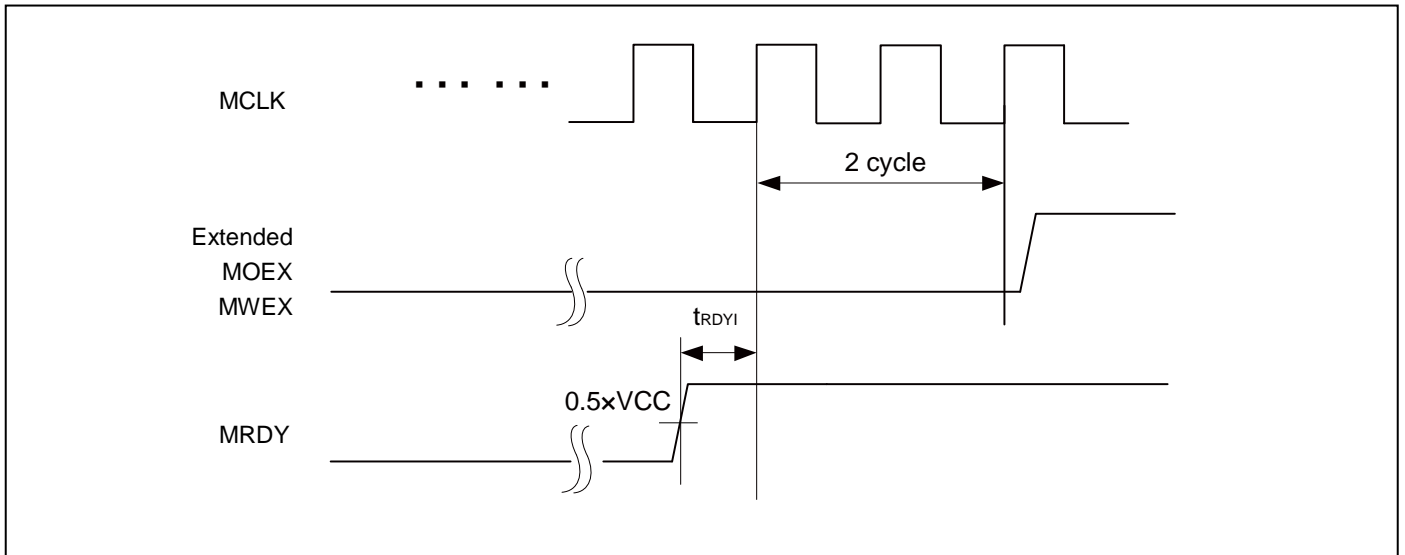 MCLK
2 cycle
Extended
MOEX
MWEX
tRDYI
0.5×VCC
MRDY